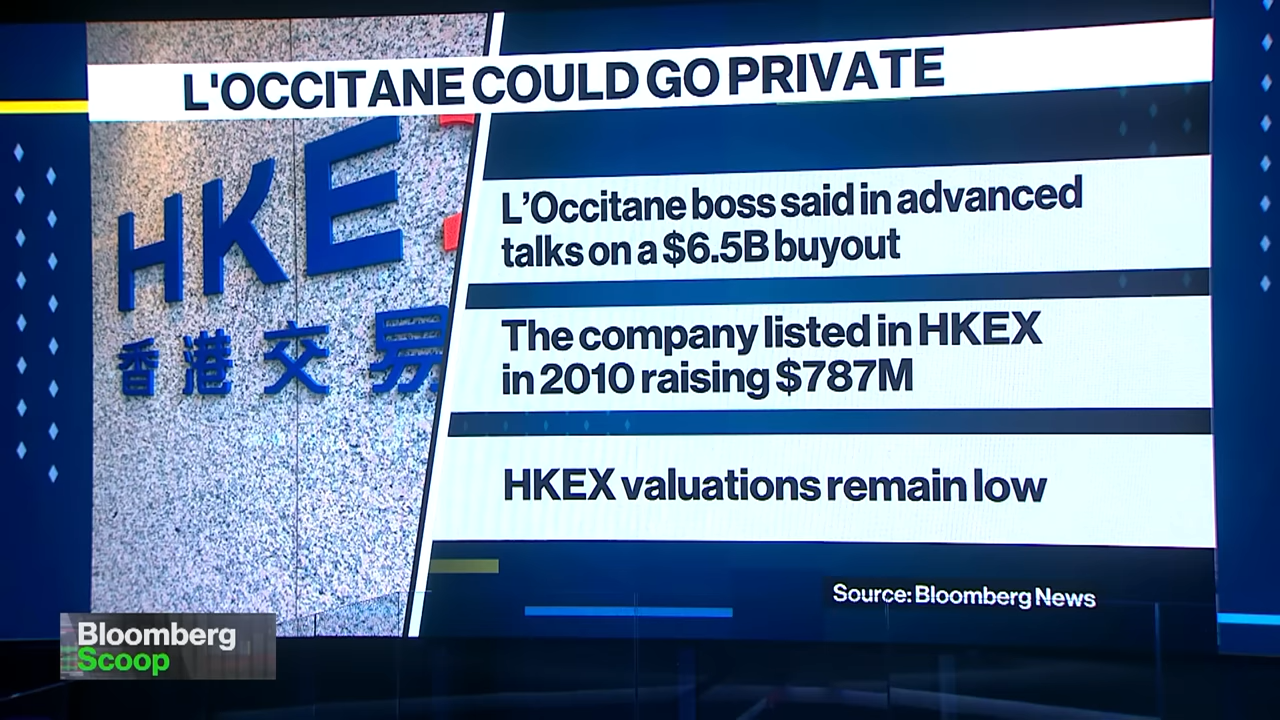 L'OCCITANE COULD GO PRIVATE
HKE
香港交易
L’Occitane boss said in advanced
talks on a $6.5B buyout
The company listed in HKEX
in 2010 raising $787M
HKEX valuations remain low
Source: Bloomberg News
Bloomberg
Scoop